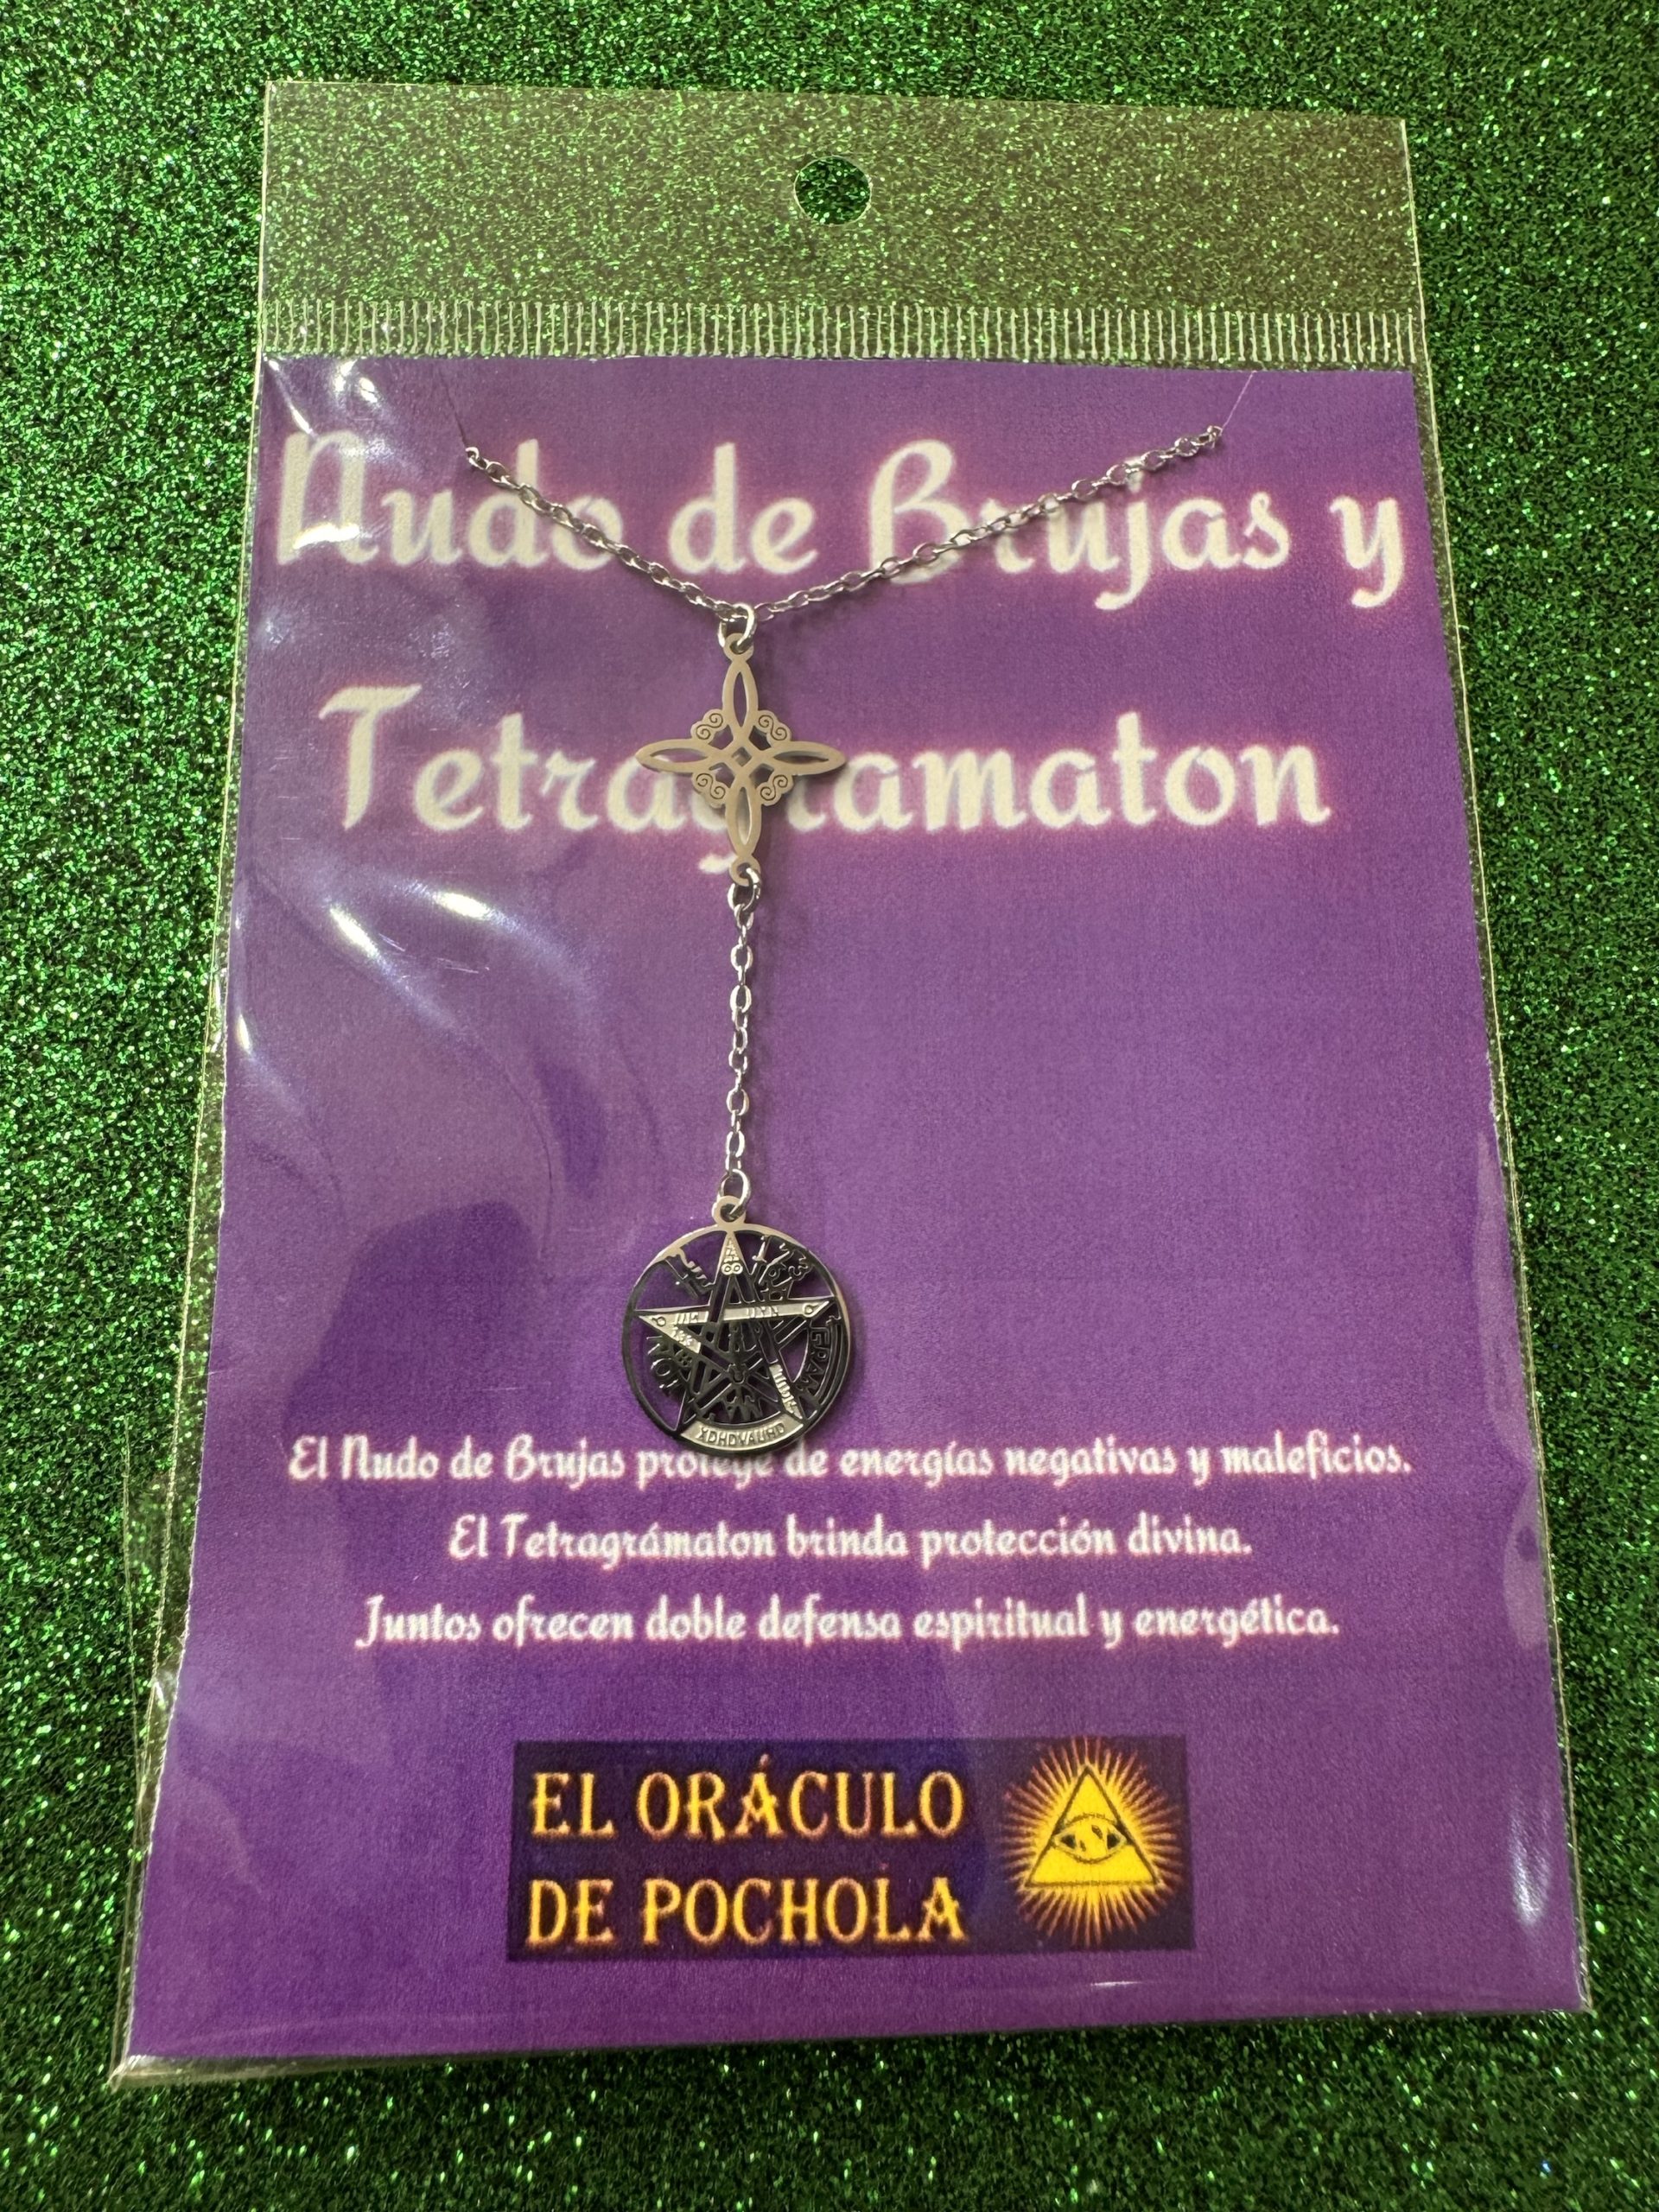 Nudo de Brujas y
Tetragramaton
El Nudo de Brujas protege de energías negativas y maleficios.
El Tetragrámaton brinda protección divina.
Juntos ofrecen doble defensa espiritual y energética.
EL ORÁCULO
DE POCHOLA